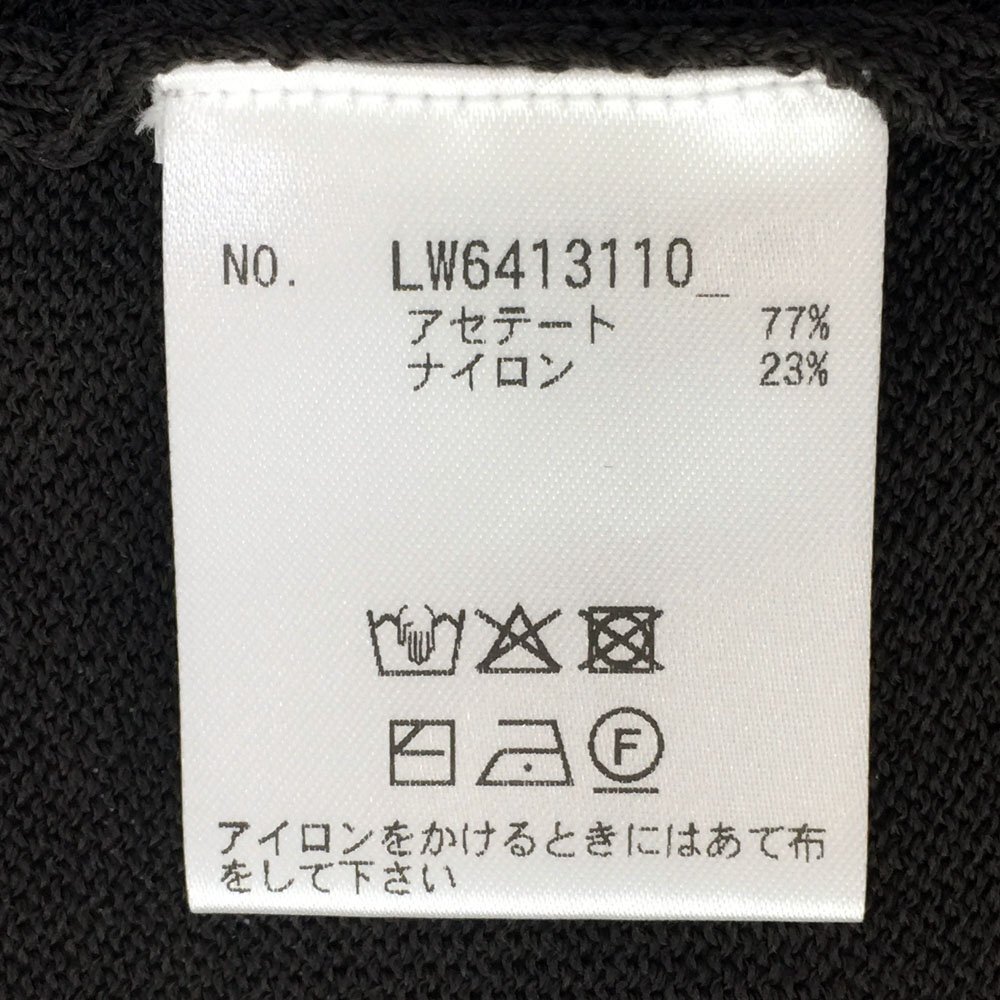 NO. LW6413110_
アセテート 77%
ナイロン 23%
F
アイロンをかけるときにはあて布
をして下さい